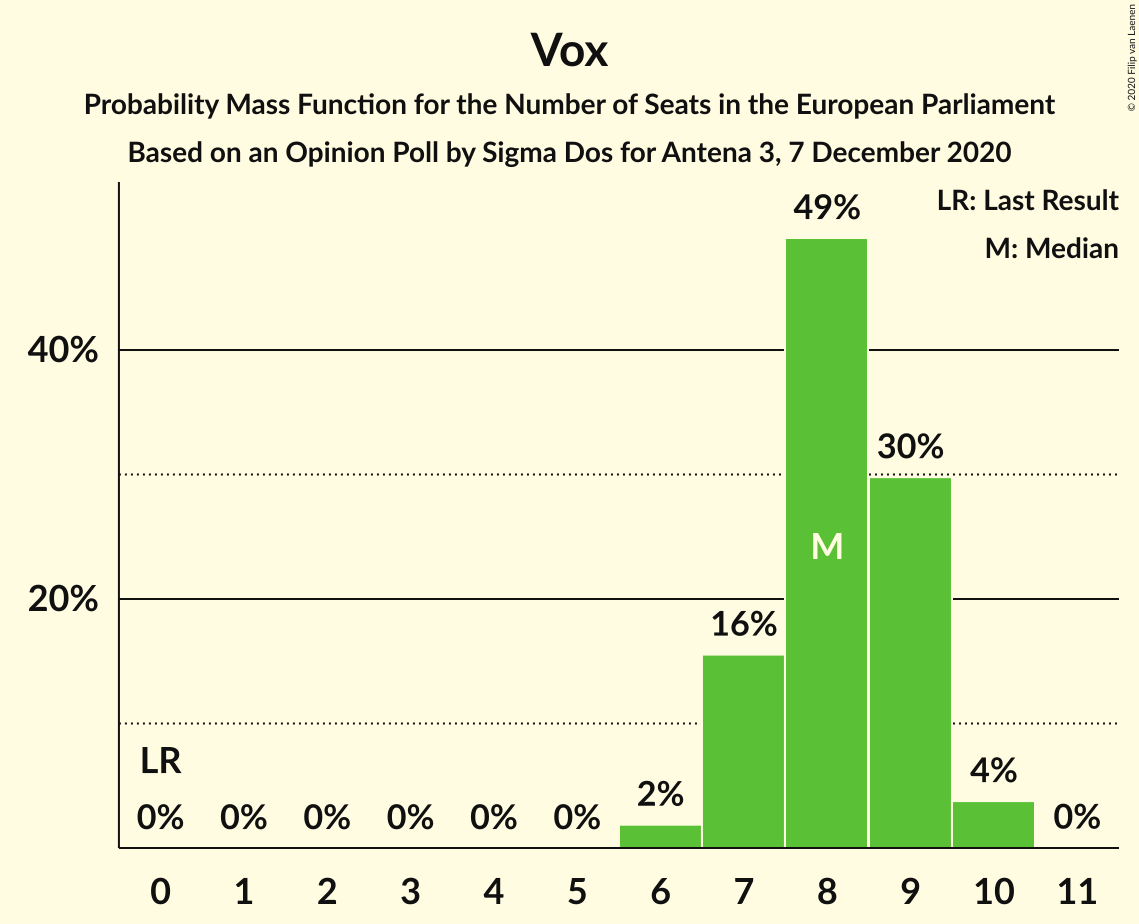 Vox
Probability Mass Function for the Number of Seats in the European Parliament
Based on an Opinion Poll by Sigma Dos for Antena 3, 7 December 2020
© 2020 Filip van Laenen
LR: Last Result
M: Median
49%
40%
30%
M
20%
16%
LR
4%
2%
0% 0% 0% 0% 0% 0% 0%
0 1 2 3 4 5 6 7 8 9 10 11